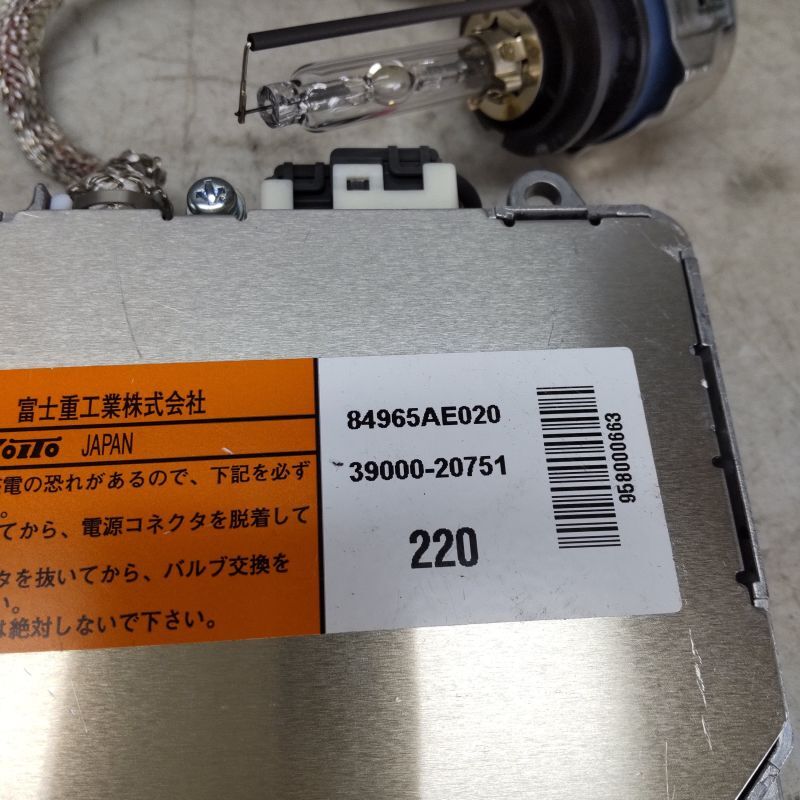 富士重工業株式会社
KOITO JAPAN
電の恐れがあるので、下記を必ず
てから、電源コネクタを脱着して
タを抜いてから、バルブ交換を
い。
は絶対しないで下さい。
84965AE020
39000-20751
220
958000663